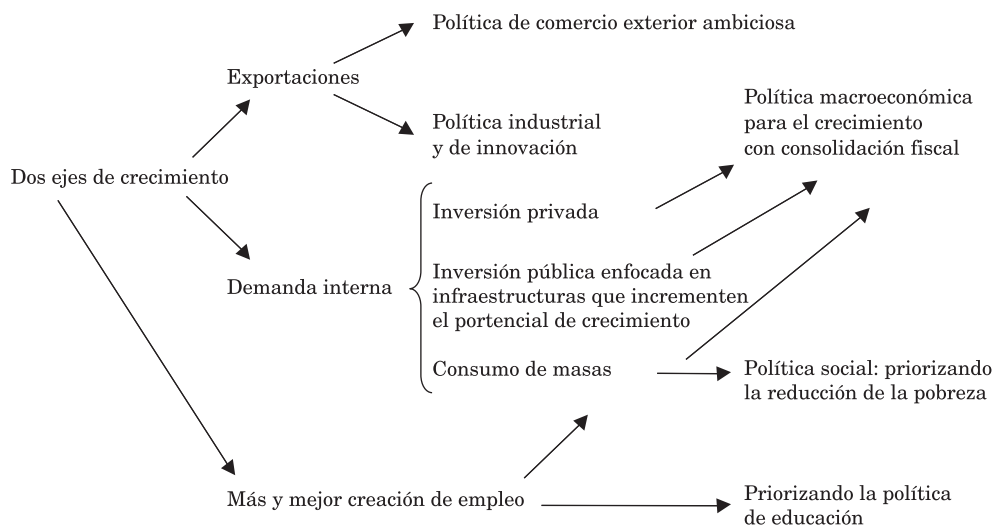 Política de comercio exterior ambiciosa
Exportaciones
Política macroeconómica
para el crecimiento
con consolidación fiscal
Política industrial
y de innovación
Dos ejes de crecimiento
Inversión privada
Demanda interna
Inversión pública enfocada en
infraestructuras que incrementen
el portencial de crecimiento
Consumo de masas
Política social: priorizando
la reducción de la pobreza
Más y mejor creación de empleo
Priorizando la política
de educación